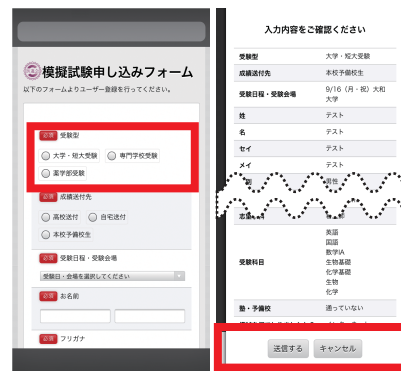 模擬試験申し込みフォーム
以下のフォームよりユーザー登録を行ってください。
必須 受験型
大学・短大受験 専門学校受験
薬学部受験
必須 成績送付先
高校送付 自宅送付
本校予備校生
必須 受験日程・受験会場
受験日・会場を選択してください
必須 お名前
必須 フリガナ
入力内容をご確認ください
受験型 大学・短大受験
成績送付先 本校予備校生
受験日程・受験会場 9/16（月・祝）大和
大学
姓 テスト
名 テスト
セイ テスト
メイ テスト
男性
受験科目 英語
国語
数学IA
生物基礎
化学基礎
生物
化学
塾・予備校 通っていない
送信する キャンセル